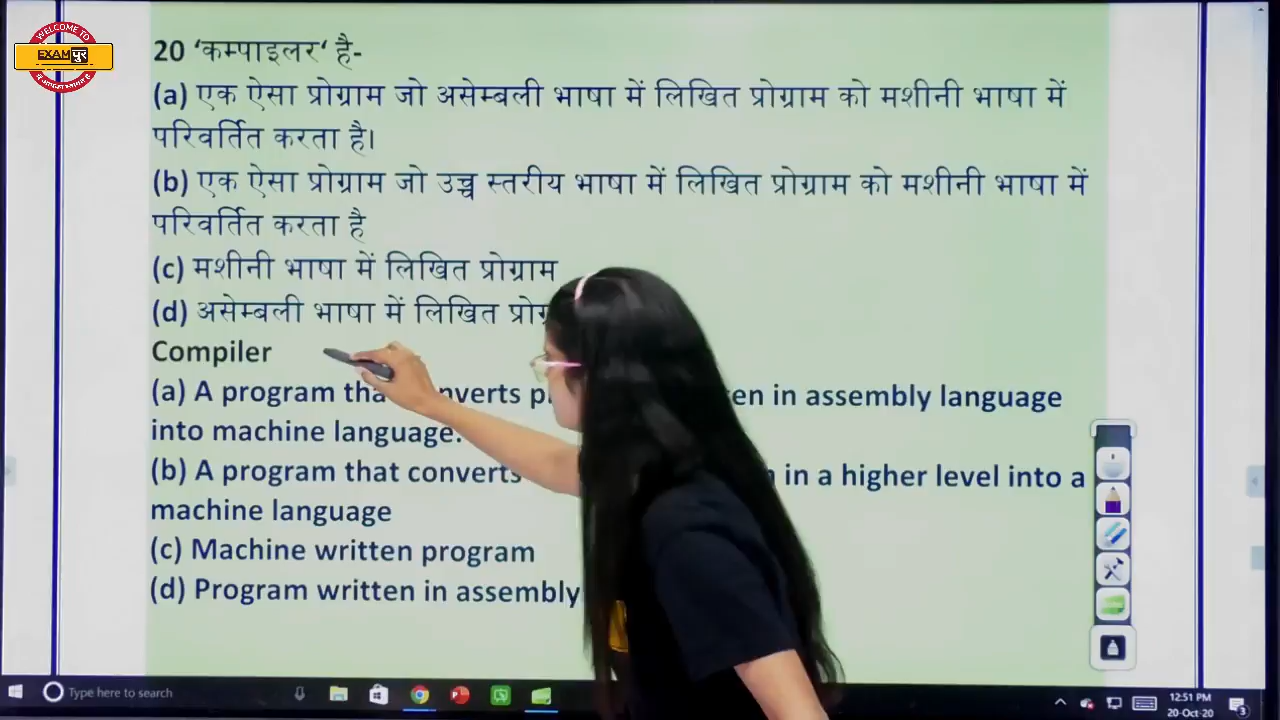 WELCOME TO
EXAM पुर
20 ‘कम्पाइलर‘ है-
(a) एक ऐसा प्रोग्राम जो असेम्बली भाषा में लिखित प्रोग्राम को मशीनी भाषा में
परिवर्तित करता है।
(b) एक ऐसा प्रोग्राम जो उच्च स्तरीय भाषा में लिखित प्रोग्राम को मशीनी भाषा में
परिवर्तित करता है
(c) मशीनी भाषा में लिखित प्रोग्राम
(d) असेम्बली भाषा में लिखित
Compiler
(a) A program en in assembly language
into machine language.
(b) A program that converts in a higher level into a
machine language
(c) Machine written program
(d) Program written in assembly
Type here to search
12:51 PM
20-Oct-20
3